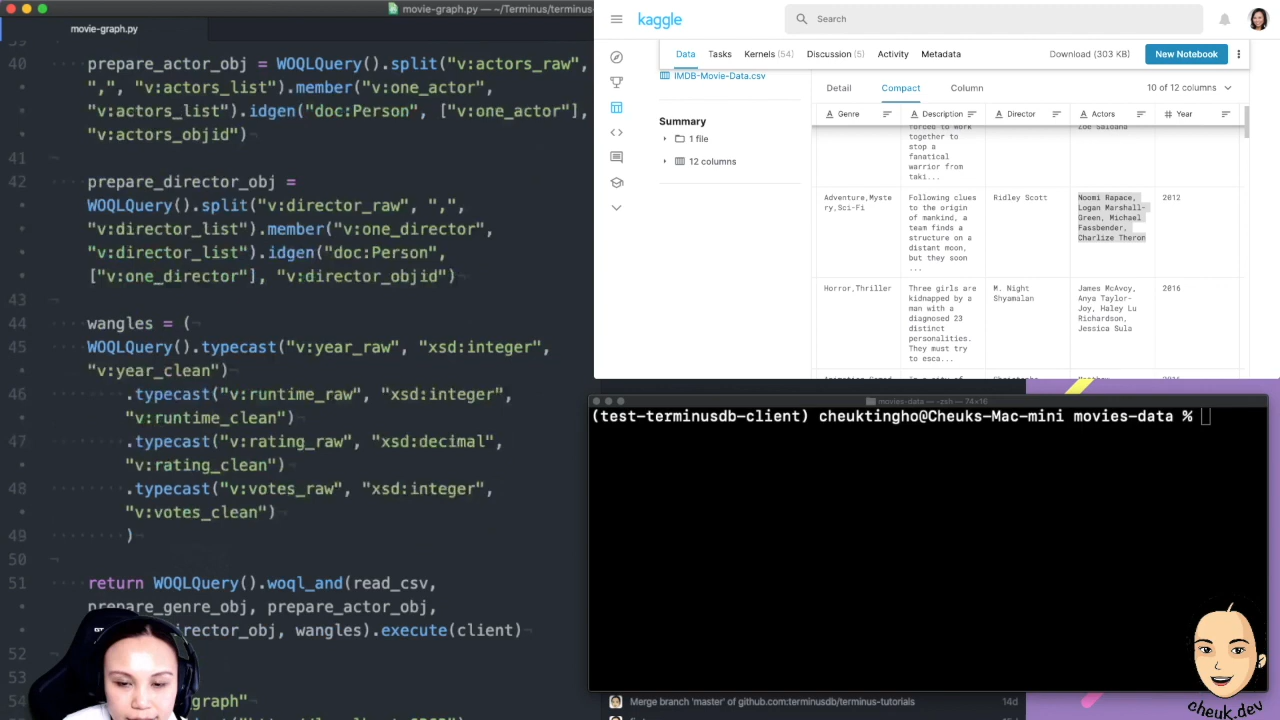 movie-graph.py — ~/Terminus/terminus
movie-graph.py
39
40 prepare_actor_obj = WOQLQuery().split("v:actors_raw",
",", "v:actors_list").member("v:one_actor",
"v:actors_list").idgen("doc:Person", ["v:one_actor"],
"v:actors_objid")
41
42 prepare_director_obj =
WOQLQuery().split("v:director_raw", ",",
"v:director_list").member("v:one_director",
"v:director_list").idgen("doc:Person",
["v:one_director"], "v:directors_objid")
43
44 wangles = (
45 WOQLQuery().typecast("v:year_raw", "xsd:integer",
"v:year_clean")
46 .typecast("v:runtime_raw", "xsd:integer",
"v:runtime_clean")
47 .typecast("v:rating_raw", "xsd:decimal",
"v:rating_clean")
48 .typecast("v:votes_raw", "xsd:integer",
"v:votes_clean")
49 )
50
51 return WOQLQuery().woql_and(read_csv,
prepare_genre_obj, prepare_actor_obj,
director_obj, wangles).execute(client)
52
53
54 graph"
kaggle
Search
Data Tasks Kernels (54) Discussion (5) Activity Metadata Download (303 KB) New Notebook
IMDB-Movie-Data.csv
Summary
1 file
12 columns
Detail Compact Column 10 of 12 columns
Genre Description Director Actors # Year
forced to work
together to
stop a
fanatical
warrior from
taki...
Zoe Saldana
Adventure,Myste
ry,Sci-Fi
Following clues
to the origin
of mankind, a
team finds a
structure on a
distant moon,
but they soon
...
Ridley Scott
Noomi Rapace,
Logan Marshall-
Green, Michael
Fassbender,
Charlize Theron
2012
Horror,Thriller
Three girls are
kidnapped by a
man with a
diagnosed 23
distinct
personalities.
They must try
to esca...
M. Night
Shyamalan
James McAvoy,
Anya Taylor-
Joy, Haley Lu
Richardson,
Jessica Sula
2016
movies-data — -zsh — 74×16
(test-terminusdb-client) cheuktingho@Cheuks-Mac-mini movies-data %
Merge branch 'master' of github.com:terminusdb/terminus-tutorials 14d
cheuk.dev